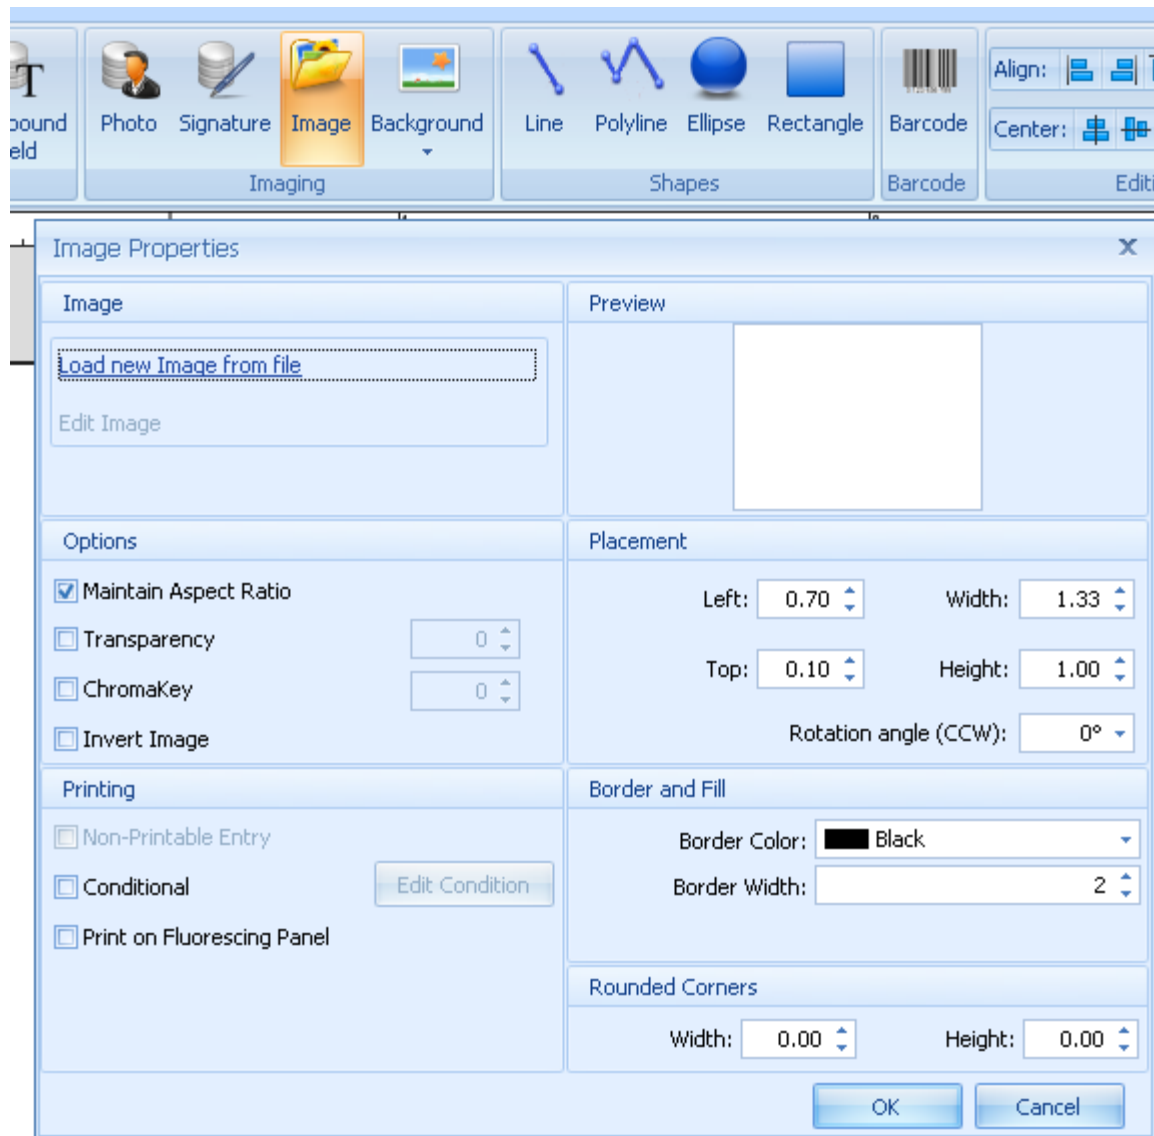 Photo Signature Image Background Line Polyline Ellipse Rectangle Barcode
Align:
Center:
Imaging Shapes Barcode
Image Properties
Image
Load new Image from file
Edit Image
Preview
Options
Maintain Aspect Ratio
Transparency 0
ChromaKey 0
Invert Image
Placement
Left: 0.70 Width: 1.33
Top: 0.10 Height: 1.00
Rotation angle (CCW): 0°
Printing
Non-Printable Entry
Conditional Edit Condition
Print on Fluorescing Panel
Border and Fill
Border Color: Black
Border Width: 2
Rounded Corners
Width: 0.00 Height: 0.00
OK Cancel